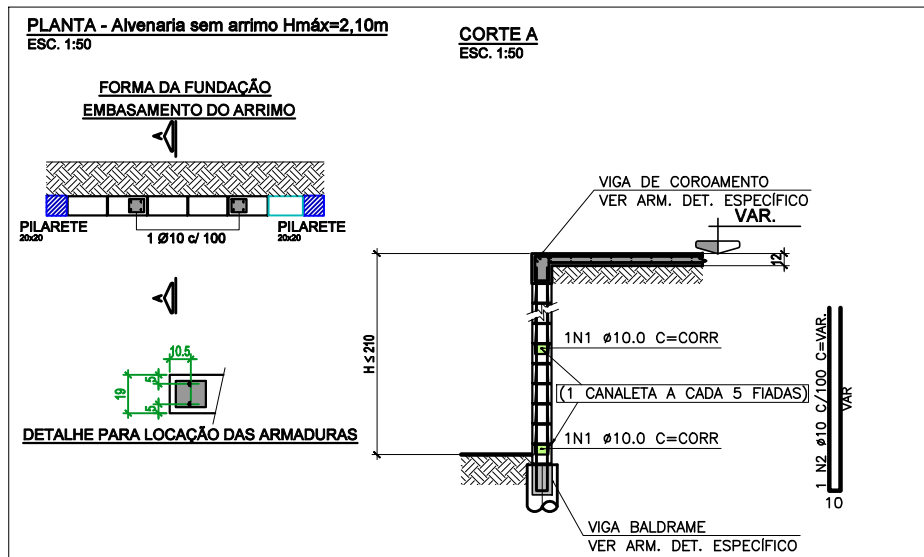 PLANTA - Alvenaria sem arrimo Hmáx=2,10m
ESC. 1:50
FORMA DA FUNDAÇÃO
EMBASAMENTO DO ARRIMO
A
PILARETE
20x20
1 Ø10 c/ 100
PILARETE
20x20
A
10.5
5
19
5
DETALHE PARA LOCAÇÃO DAS ARMADURAS
CORTE A
ESC. 1:50
VIGA DE COROAMENTO
VER ARM. DET. ESPECÍFICO
VAR.
12
H ≤ 210
1N1 ø10.0 C=CORR
(1 CANALETA A CADA 5 FIADAS)
1N1 ø10.0 C=CORR
VIGA BALDRAME
VER ARM. DET. ESPECÍFICO
1 N2 ø10 C/100 C=VAR.
VAR
10